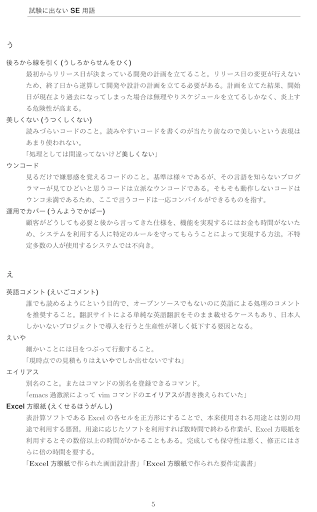 試験に出ない SE 用語
う
後ろから線を引く (うしろからせんをひく)
最初からリリース日が決まっている開発の計画を立てること。リリース日の変更が行えない
ため、終了日から逆算して開発や設計の計画を立てる必要がある。計画を立てた結果、開始
日が現在より過去になってしまった場合は無理やりスケジュールを立てるしかなく、炎上す
る危険性が高まる。
美しくない (うつくしくない)
読みづらいコードのこと。読みやすいコードを書くのが当たり前なので美しいという表現は
あまり使われない。
「処理としては間違ってないけど美しくない」
ウンコード
見るだけで嫌悪感を覚えるコードのこと。基準は様々であるが、その言語を知らないプログ
ラマーが見てひどいと思うコードは立派なウンコードである。そもそも動作しないコードは
ウンコ未満であるため、ここで言うコードは一応コンパイルができるものを指す。
運用でカバー (うんようでかばー)
顧客がどうしても必要と後から言ってきた仕様を、機能を実現するにはお金も時間がないた
め、システムを利用する人に特定のルールを守ってもらうことによって実現する方法。不特
定多数の人が使用するシステムでは不向き。
え
英語コメント (えいごコメント)
誰でも読めるようにという目的で、オープンソースでもないのに英語による処理のコメント
を推奨すること。翻訳サイトによる単純な英語翻訳をそのまま載せるケースもあり、日本人
しかいないプロジェクトで導入を行うと生産性が著しく低下する要因となる。
えいや
細かいことには目をつぶって行動すること。
「現時点での見積もりはえいやでしか出せないですね」
エイリアス
別名のこと。またはコマンドの別名を登録できるコマンド。
「emacs 過激派によって vim コマンドのエイリアスが書き換えられていた」
Excel 方眼紙 (えくせるほうがんし)
表計算ソフトである Excel の各セルを正方形にすることで、本来使用される用途とは別の用
途で利用する悪習。用途に応じたソフトを利用すれば数時間で終わる作業が、Excel 方眼紙を
利用するとその数倍以上の時間がかかることもある。完成しても保守性は悪く、修正にはさ
らに倍の時間を要する。
「Excel 方眼紙で作られた画面設計書」「Excel 方眼紙で作られた要件定義書」
5